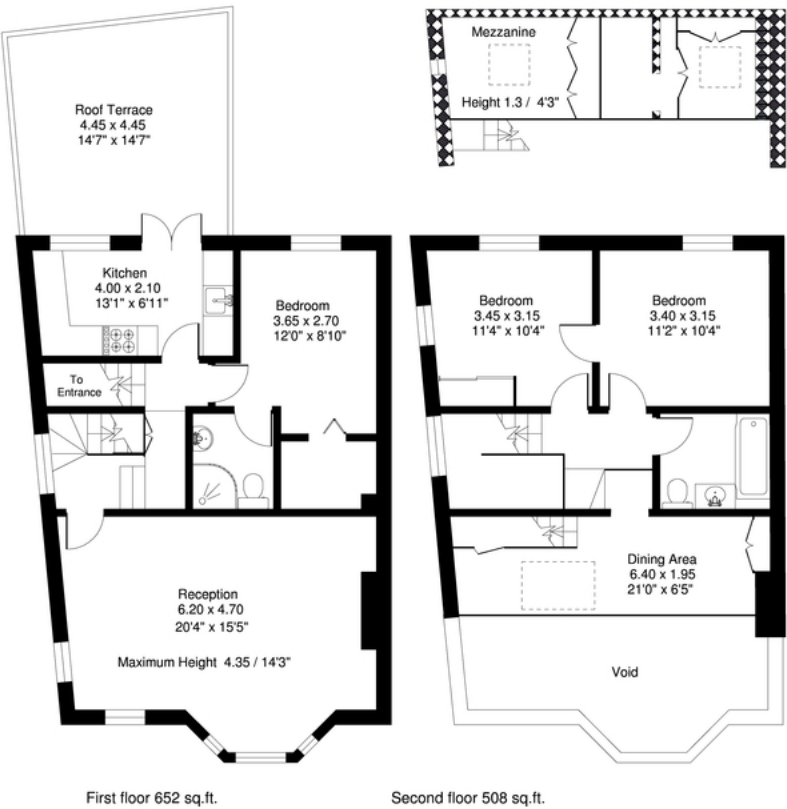 Mezzanine
Height 1.3 / 4'3"
Roof Terrace
4.45 x 4.45
14'7" x 14'7"
Kitchen
4.00 x 2.10
13'1" x 6'11"
Bedroom
3.65 x 2.70
12'0" x 8'10"
To
Entrance
Reception
6.20 x 4.70
20'4" x 15'5"
Maximum Height 4.35 / 14'3"
Bedroom
3.45 x 3.15
11'4" x 10'4"
Bedroom
3.40 x 3.15
11'2" x 10'4"
Dining Area
6.40 x 1.95
21'0" x 6'5"
Void
First floor 652 sq.ft.
Second floor 508 sq.ft.